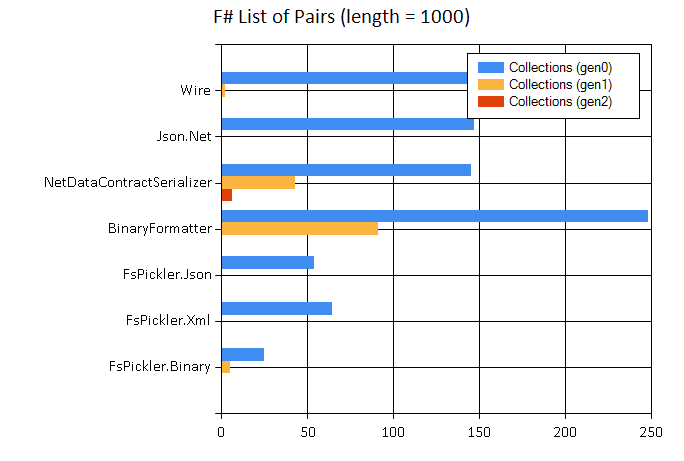 F# List of Pairs (length = 1000)
Collections (gen0)
Collections (gen1)
Collections (gen2)
Wire
Json.Net
NetDataContractSerializer
BinaryFormatter
FsPickler.Json
FsPickler.Xml
FsPickler.Binary
0 50 100 150 200 250